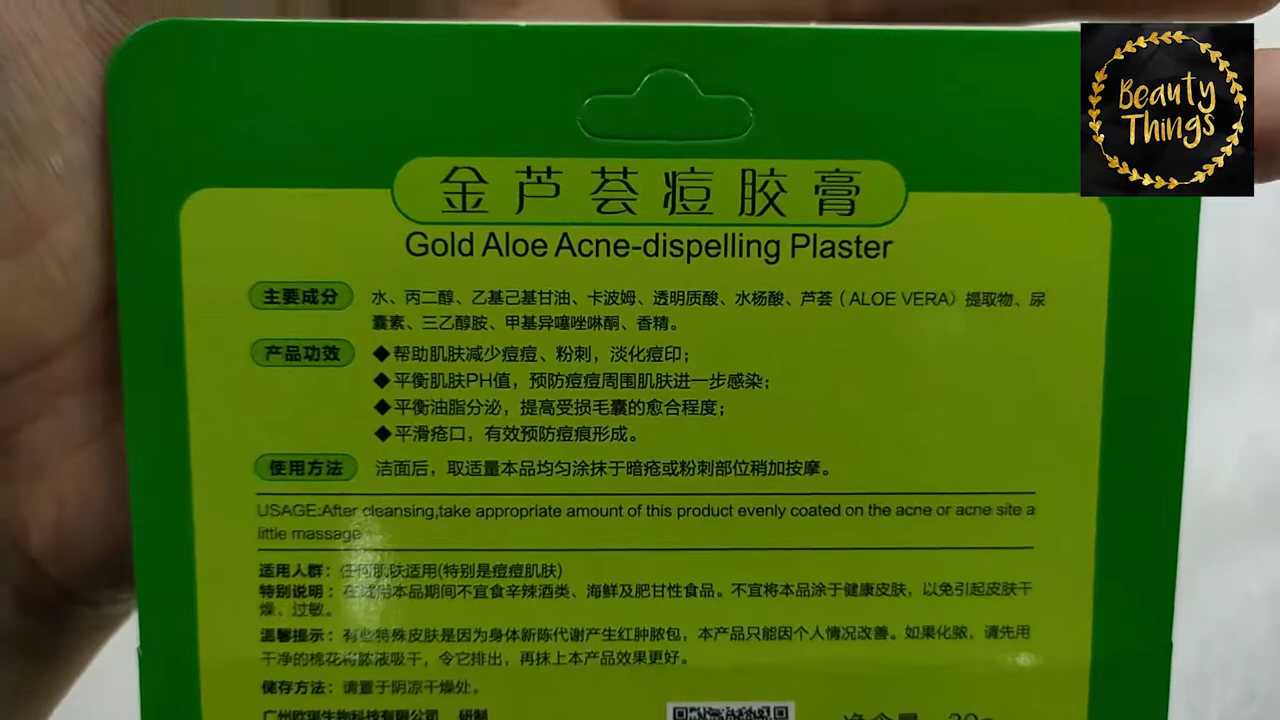 Beauty
Things
金芦荟痘胶膏
Gold Aloe Acne-dispelling Plaster
主要成分 水、丙二醇、乙基己基甘油、卡波姆、透明质酸、水杨酸、芦荟（ALOE VERA）提取物、尿
囊素、三乙醇胺、甲基异噻唑啉酮、香精。
产品功效 ◆帮助肌肤减少痘痘、粉刺，淡化痘印；
◆平衡肌肤PH值，预防痘痘周围肌肤进一步感染；
◆平衡油脂分泌，提高受损毛囊的愈合程度；
◆平滑疮口，有效预防痘痕形成。
使用方法 洁面后，取适量本品均匀涂抹于暗疮或粉刺部位稍加按摩。
USAGE:After cleansing,take appropriate amount of this product evenly coated on the acne or acne site a
little massage
适用人群：任何肌肤适用(特别是痘痘肌肤)
特别说明：在试用本品期间不宜食辛辣酒类、海鲜及肥甘性食品。不宜将本品涂于健康皮肤，以免引起皮肤干
燥、过敏。
温馨提示：有些特殊皮肤是因为身体新陈代谢产生红肿脓包，本产品只能因个人情况改善。如果化脓，请先用
干净的棉花将脓液吸干，令它排出，再抹上本产品效果更好。
储存方法：请置于阴凉干燥处。
广州欧琪生物科技有限公司 研制
净含量